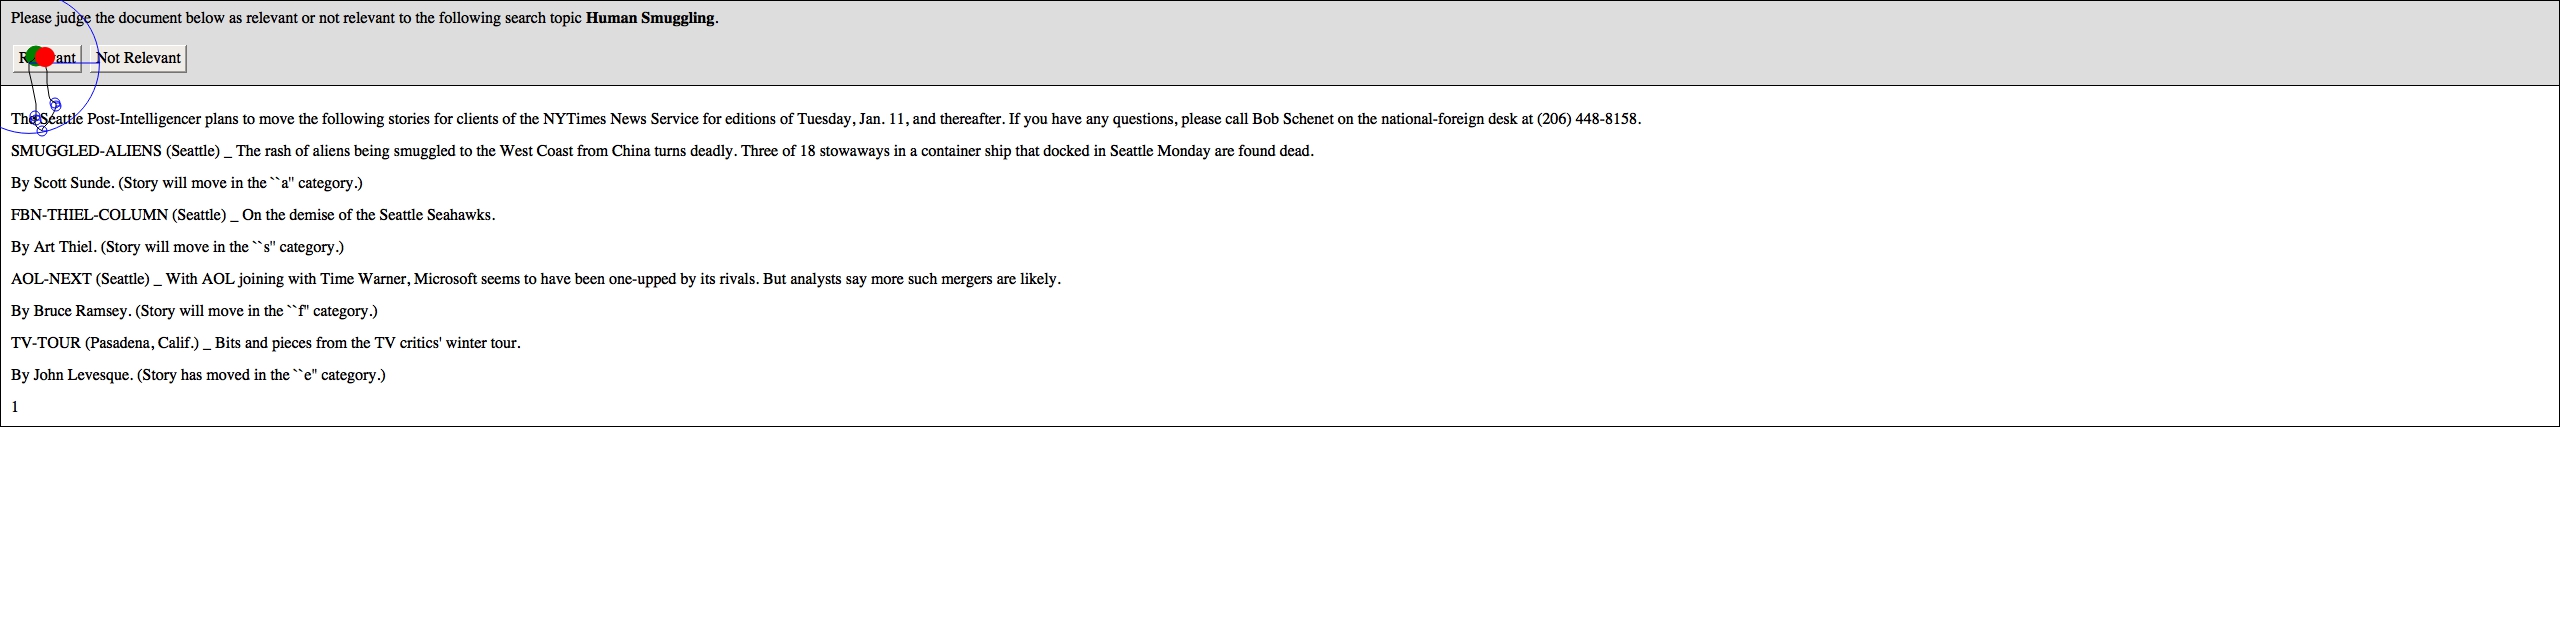 Please judge the document below as relevant or not relevant to the following search topic Human Smuggling.
Not Relevant
The Seattle Post-Intelligencer plans to move the following stories for clients of the NYTimes News Service for editions of Tuesday, Jan. 11, and thereafter. If you have any questions, please call Bob Schenet on the national-foreign desk at (206) 448-8158.
SMUGGLED-ALIENS (Seattle) _ The rash of aliens being smuggled to the West Coast from China turns deadly. Three of 18 stowaways in a container ship that docked in Seattle Monday are found dead.
By Scott Sunde. (Story will move in the ``a'' category.)
FBN-THIEL-COLUMN (Seattle) _ On the demise of the Seattle Seahawks.
By Art Thiel. (Story will move in the ``s'' category.)
AOL-NEXT (Seattle) _ With AOL joining with Time Warner, Microsoft seems to have been one-upped by its rivals. But analysts say more such mergers are likely.
By Bruce Ramsey. (Story will move in the ``f'' category.)
TV-TOUR (Pasadena, Calif.) _ Bits and pieces from the TV critics' winter tour.
By John Levesque. (Story has moved in the ``e'' category.)
1